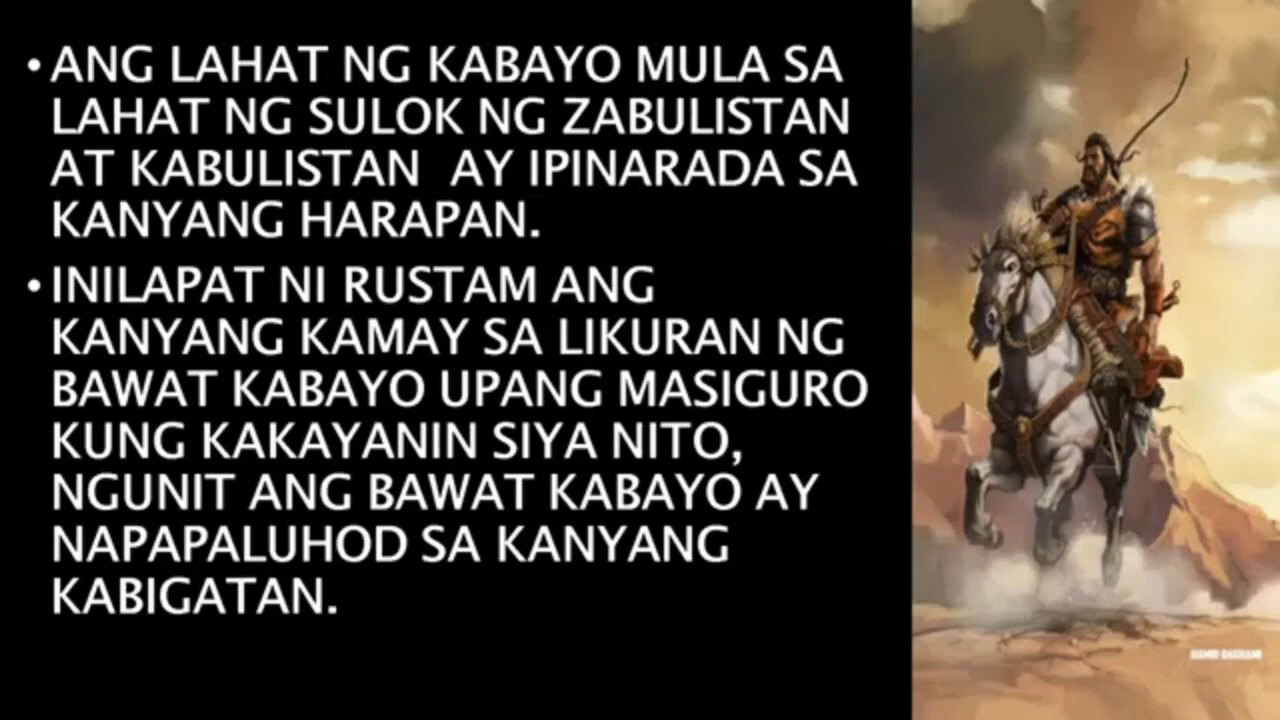 • ANG LAHAT NG KABAYO MULA SA
LAHAT NG SULOK NG ZABULISTAN
AT KABULISTAN  AY IPINARADA SA
KANYANG HARAPAN.
• INILAPAT NI RUSTAM ANG
KANYANG KAMAY SA LIKURAN NG
BAWAT KABAYO UPANG MASIGURO
KUNG KAKAYANIN SIYA NITO,
NGUNIT ANG BAWAT KABAYO AY
NAPAPALUHOD SA KANYANG
KABIGATAN.